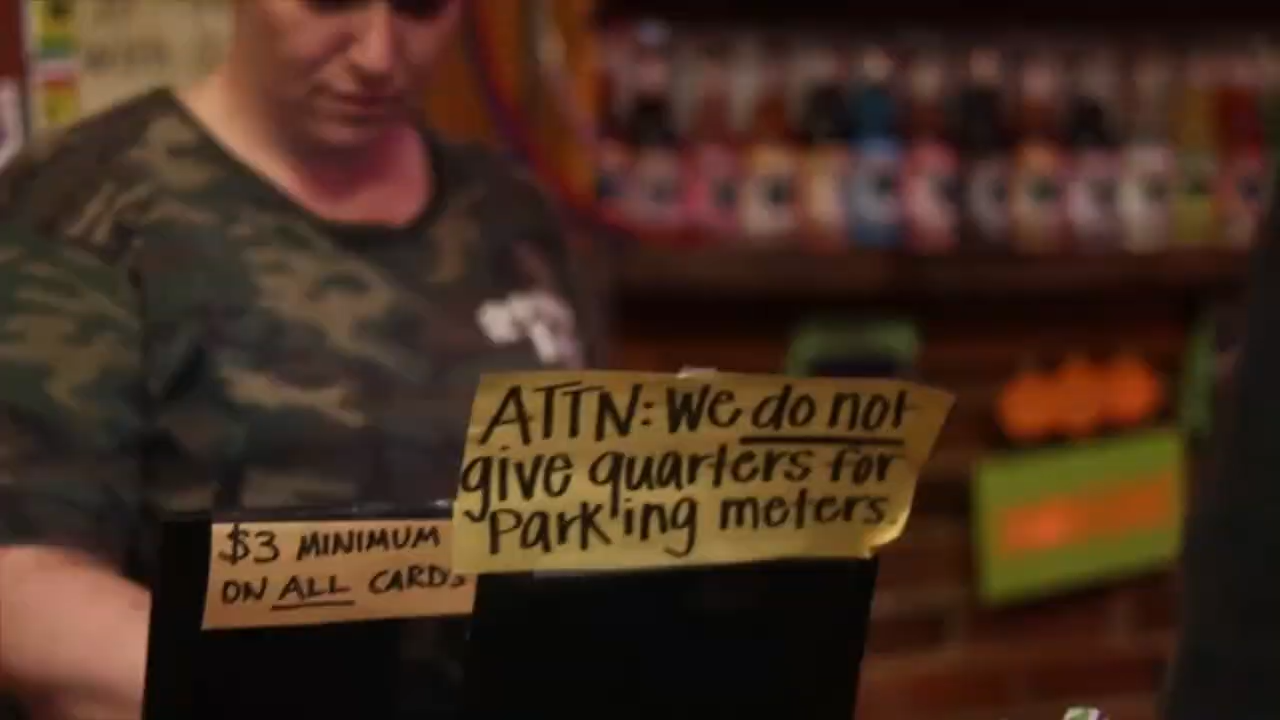 ATTN: We do not
give quarters for
Parking meters
$3 MINIMUM
ON ALL CARDS